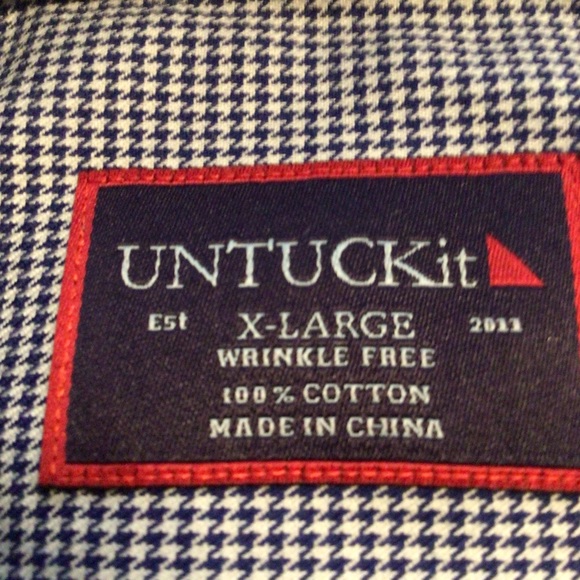 UNTUCKit
Est X-LARGE 2011
WRINKLE FREE
100% COTTON
MADE IN CHINA